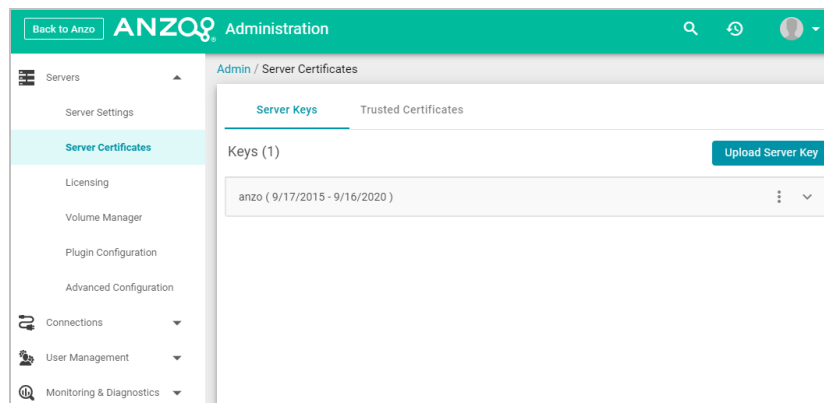 Back to Anzo ANZO Administration
Admin / Server Certificates
Servers
Server Settings
Server Certificates
Licensing
Volume Manager
Plugin Configuration
Advanced Configuration
Connections
User Management
Monitoring & Diagnostics
Server Keys Trusted Certificates
Keys (1) Upload Server Key
anzo ( 9/17/2015 - 9/16/2020 )